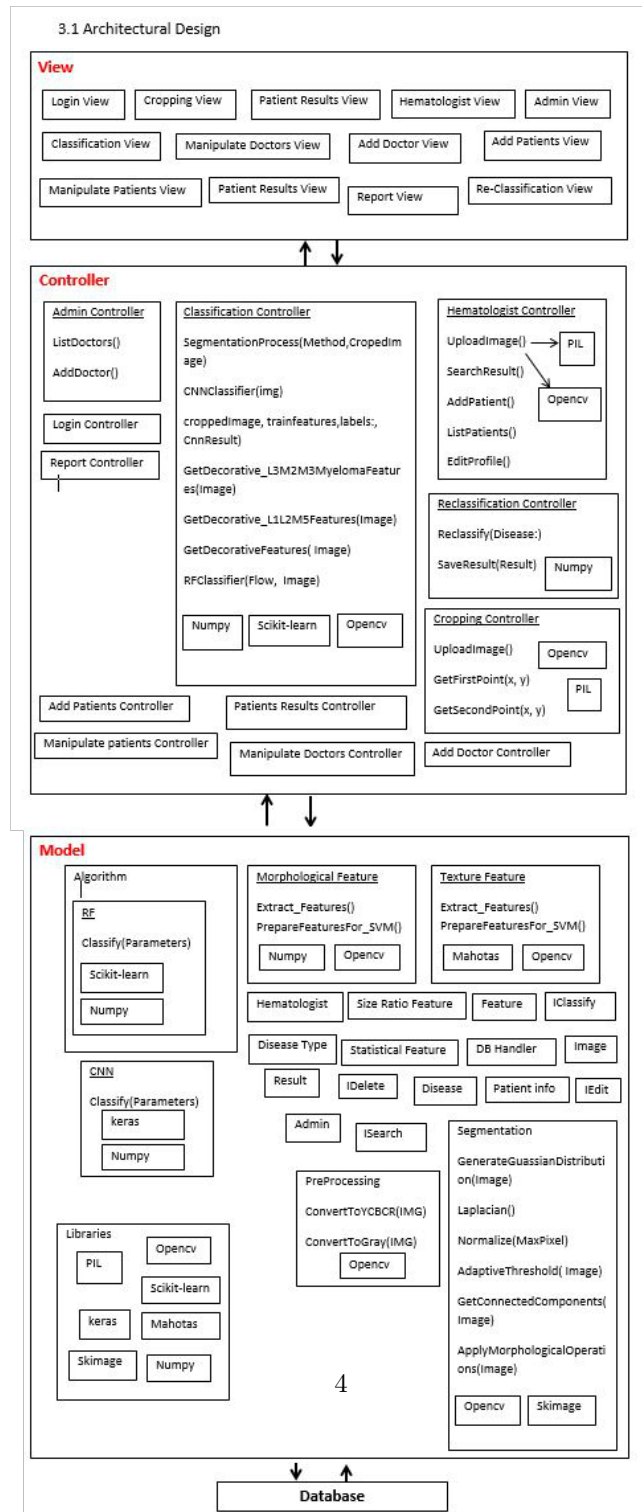 3.1 Architectural Design
View
Login View
Cropping View
Patient Results View
Hematologist View
Admin View
Classification View
Manipulate Doctors View
Add Doctor View
Add Patients View
Manipulate Patients View
Patient Results View
Report View
Re-Classification View
Controller
Admin Controller
ListDoctors()
AddDoctor()
Login Controller
Report Controller
Classification Controller
SegmentationProcess(Method,CropedIm
age)
CNNClassifier(img)
croppedImage, trainfeatures,labels:,
CnnResult)
GetDecorative_L3M2M3MyelomaFeatur
es(Image)
GetDecorative_L1L2M5Features(Image)
GetDecorativeFeatures( Image)
RFClassifier(Flow, Image)
Numpy
Scikit-learn
Opencv
Hematologist Controller
UploadImage()
PIL
SearchResult()
Opencv
AddPatient()
ListPatients()
EditProfile()
Reclassification Controller
Reclassify(Disease:)
SaveResult(Result)
Numpy
Cropping Controller
UploadImage()
Opencv
GetFirstPoint(x, y)
PIL
GetSecondPoint(x, y)
Add Patients Controller
Patients Results Controller
Manipulate patients Controller
Manipulate Doctors Controller
Add Doctor Controller
Model
Algorithm
RF
Classify(Parameters)
Scikit-learn
Numpy
CNN
Classify(Parameters)
keras
Numpy
Libraries
PIL
Opencv
Scikit-learn
keras
Mahotas
Skimage
Numpy
Morphological Feature
Extract_Features()
PrepareFeaturesFor_SVM()
Numpy
Opencv
Texture Feature
Extract_Features()
PrepareFeaturesFor_SVM()
Mahotas
Opencv
Hematologist
Size Ratio Feature
Feature
IClassify
Disease Type
Statistical Feature
DB Handler
Image
Result
IDelete
Disease
Patient info
IEdit
Admin
ISearch
PreProcessing
ConvertToYCBCR(IMG)
ConvertToGray(IMG)
Opencv
Segmentation
GenerateGuassianDistributi
on(Image)
Laplacian()
Normalize(MaxPixel)
AdaptiveThreshold( Image)
GetConnectedComponents(
Image)
ApplyMorphologicalOperati
ons(Image)
Opencv
Skimage
4
Database